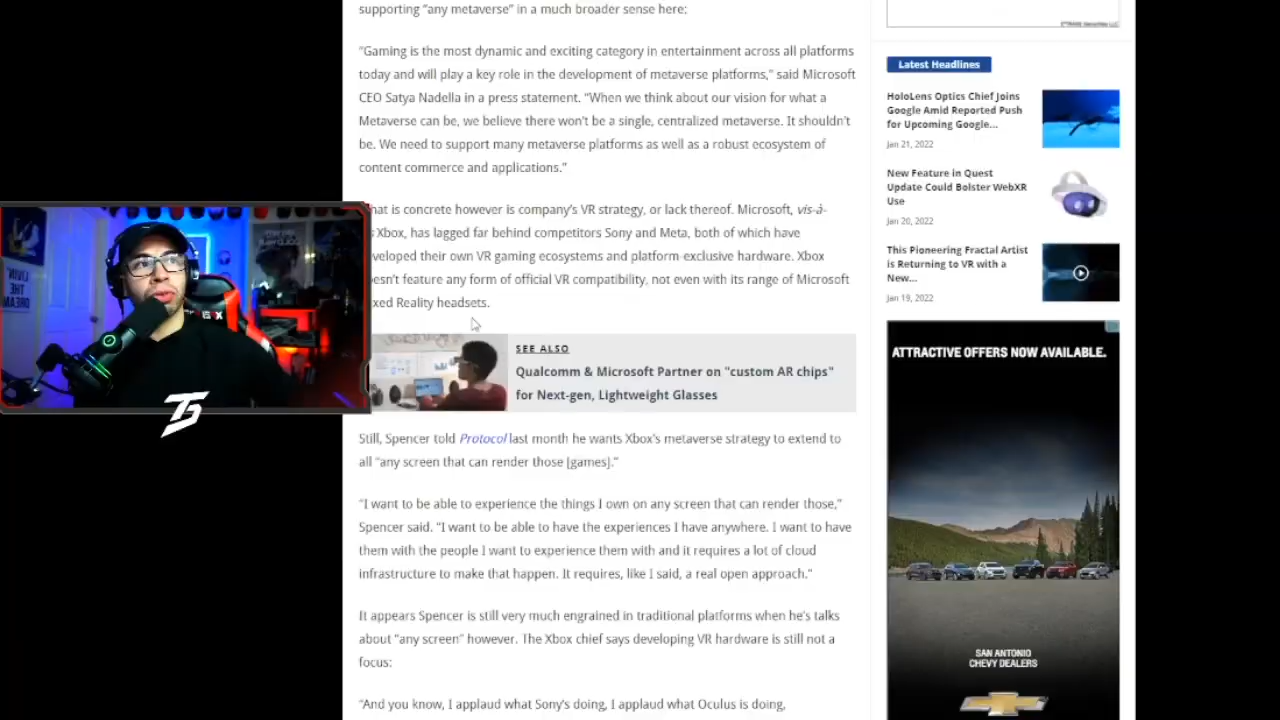 supporting “any metaverse” in a much broader sense here:
“Gaming is the most dynamic and exciting category in entertainment across all platforms
today and will play a key role in the development of metaverse platforms,” said Microsoft
CEO Satya Nadella in a press statement. “When we think about our vision for what a
Metaverse can be, we believe there won’t be a single, centralized metaverse. It shouldn’t
be. We need to support many metaverse platforms as well as a robust ecosystem of
content commerce and applications.”
hat is concrete however is company’s VR strategy, or lack thereof. Microsoft, vis-à-
Xbox, has lagged far behind competitors Sony and Meta, both of which have
veloped their own VR gaming ecosystems and platform-exclusive hardware. Xbox
esn’t feature any form of official VR compatibility, not even with its range of Microsoft
xed Reality headsets.
SEE ALSO
Qualcomm & Microsoft Partner on "custom AR chips"
for Next-gen, Lightweight Glasses
Still, Spencer told Protocol last month he wants Xbox’s metaverse strategy to extend to
all “any screen that can render those [games].”
“I want to be able to experience the things I own on any screen that can render those,”
Spencer said. “I want to be able to have the experiences I have anywhere. I want to have
them with the people I want to experience them with and it requires a lot of cloud
infrastructure to make that happen. It requires, like I said, a real open approach.”
It appears Spencer is still very much engrained in traditional platforms when he’s talks
about “any screen” however. The Xbox chief says developing VR hardware is still not a
focus:
“And you know, I applaud what Sony’s doing, I applaud what Oculus is doing,
Latest Headlines
HoloLens Optics Chief Joins
Google Amid Reported Push
for Upcoming Google...
Jan 21, 2022
New Feature in Quest
Update Could Bolster WebXR
Use
Jan 20, 2022
This Pioneering Fractal Artist
is Returning to VR with a
New...
Jan 19, 2022
ATTRACTIVE OFFERS NOW AVAILABLE.
SAN ANTONIO
CHEVY DEALERS
LIVIN
THE
DREAM